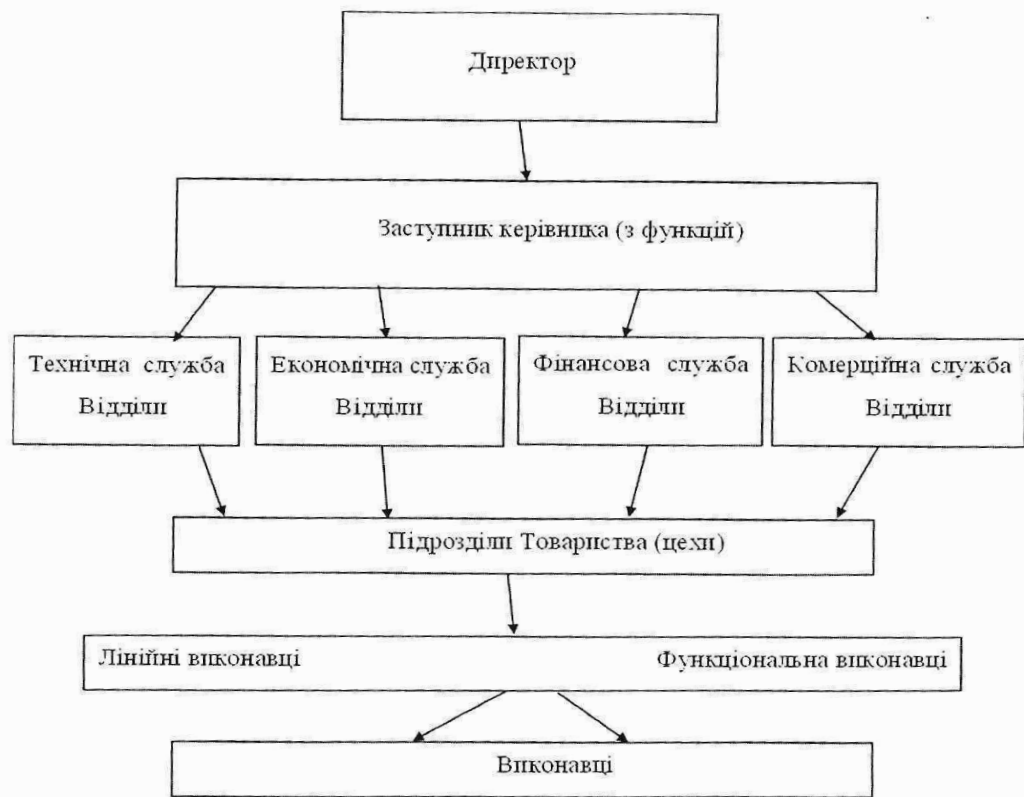 Директор
Заступник керівника (з функцій)
Технічна служба
Відділи
Економічна служба
Відділи
Фінансова служба
Відділи
Комерційна служба
Відділи
Підрозділи Товариства (цехи)
Лінійні виконавці
Функціональна виконавці
Виконавці